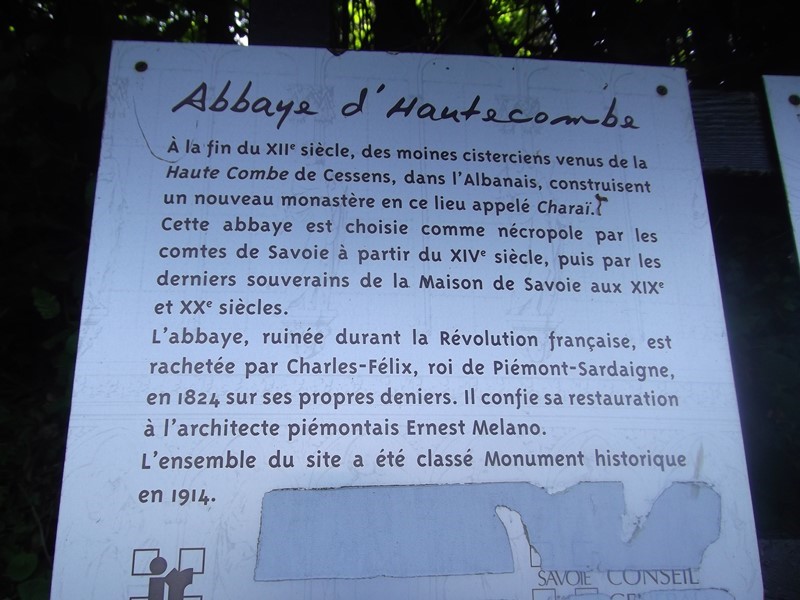 Abbaye d'Hautecombe
À la fin du XIIe siècle, des moines cisterciens venus de la
Haute Combe de Cessens, dans l'Albanais, construisent
un nouveau monastère en ce lieu appelé Charaï.
Cette abbaye est choisie comme nécropole par les
comtes de Savoie à partir du XIVe siècle, puis par les
derniers souverains de la Maison de Savoie aux XIXe
et XXe siècles.
L'abbaye, ruinée durant la Révolution française, est
rachetée par Charles-Félix, roi de Piémont-Sardaigne,
en 1824 sur ses propres deniers. Il confie sa restauration
à l'architecte piémontais Ernest Melano.
L'ensemble du site a été classé Monument historique
en 1914.
SAVOIE CONSEIL